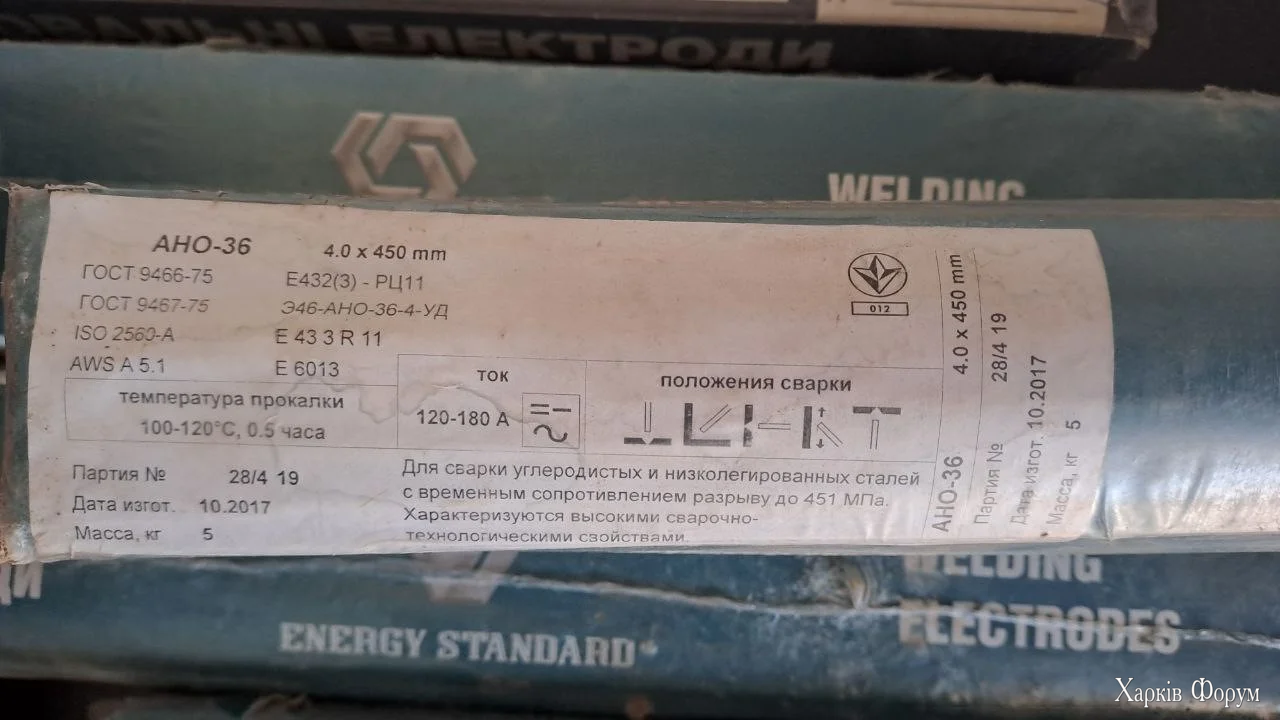 ЕЛЕКТРОДИ
WELDING
АНО-36 4.0 x 450 mm
ГОСТ 9466-75 Е432(3) - РЦ11
ГОСТ 9467-75 Э46-АНО-36-4-УД
ISO 2560-A E 43 3 R 11
AWS A 5.1 E 6013
012
температура прокалки
100-120°C, 0.5 часа
ток
120-180 А
положения сварки
Партия № 28/4 19
Дата изгот. 10.2017
Масса, кг 5
Для сварки углеродистых и низколегированных сталей
с временным сопротивлением разрыву до 451 МПа.
Характеризуются высокими сварочно-
технологическими свойствами.
АНО-36 4.0 x 450 mm
Партия № 28/4 19
Дата изгот. 10.2017
Масса, кг 5
WELDING
ELECTRODES
ENERGY STANDARD
Харків Форум